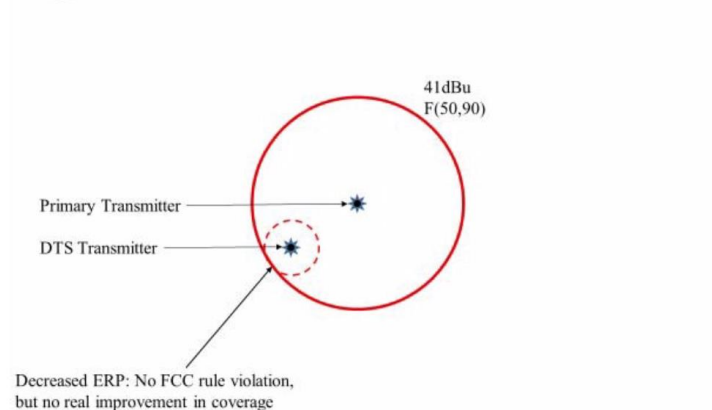 41dBu
F(50,90)
Primary Transmitter
DTS Transmitter
Decreased ERP: No FCC rule violation,
but no real improvement in coverage